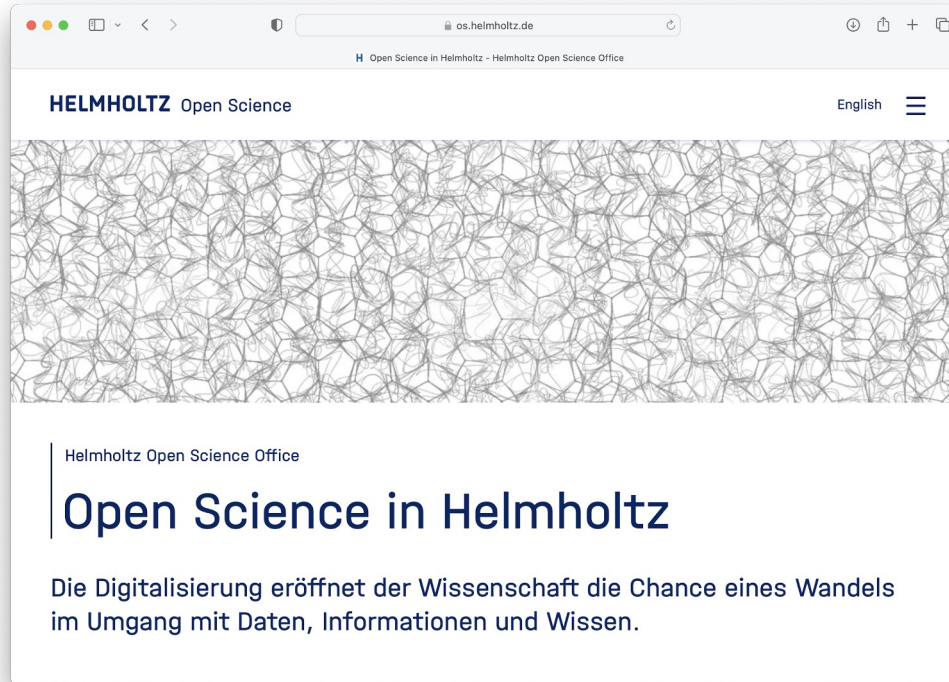 os.helmholtz.de
H Open Science in Helmholtz - Helmholtz Open Science Office
HELMHOLTZ Open Science
English
Helmholtz Open Science Office
Open Science in Helmholtz
Die Digitalisierung eröffnet der Wissenschaft die Chance eines Wandels
im Umgang mit Daten, Informationen und Wissen.